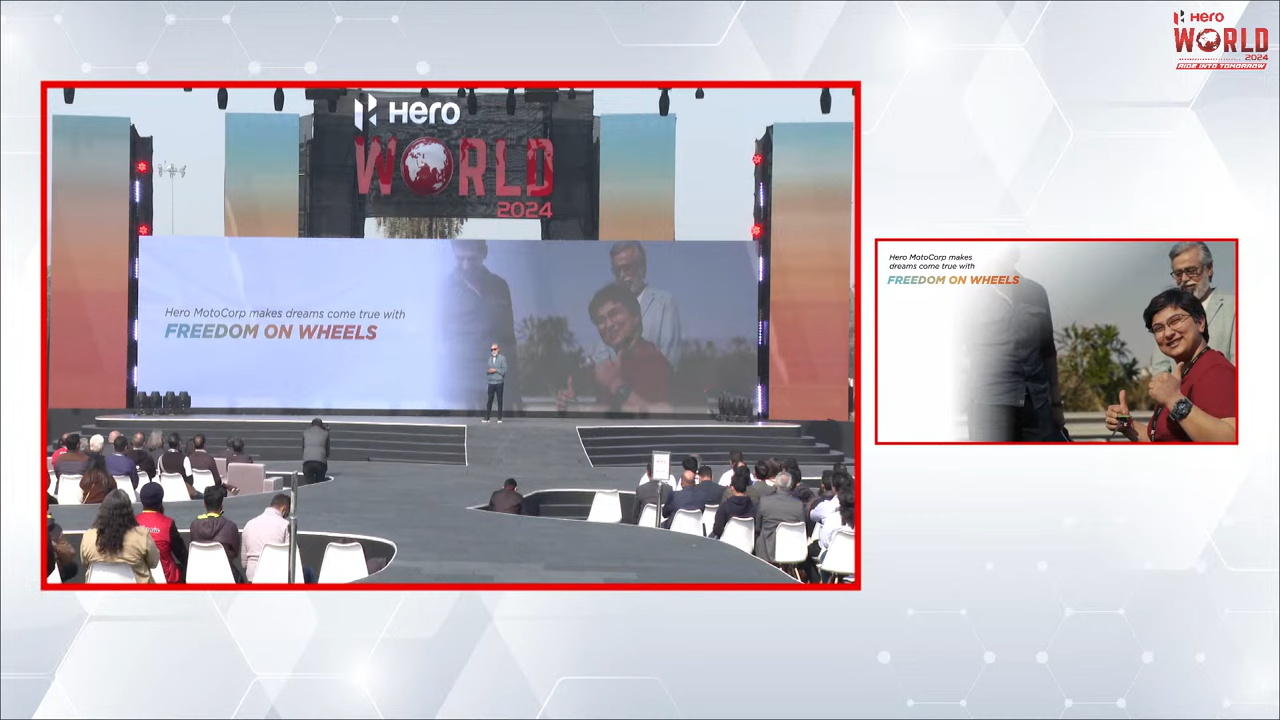 Hero
WORLD
2024
RIDE INTO TOMORROW
Hero
WORLD
2024
Hero MotoCorp makes dreams come true with
FREEDOM ON WHEELS
Hero MotoCorp makes
dreams come true with
FREEDOM ON WHEELS